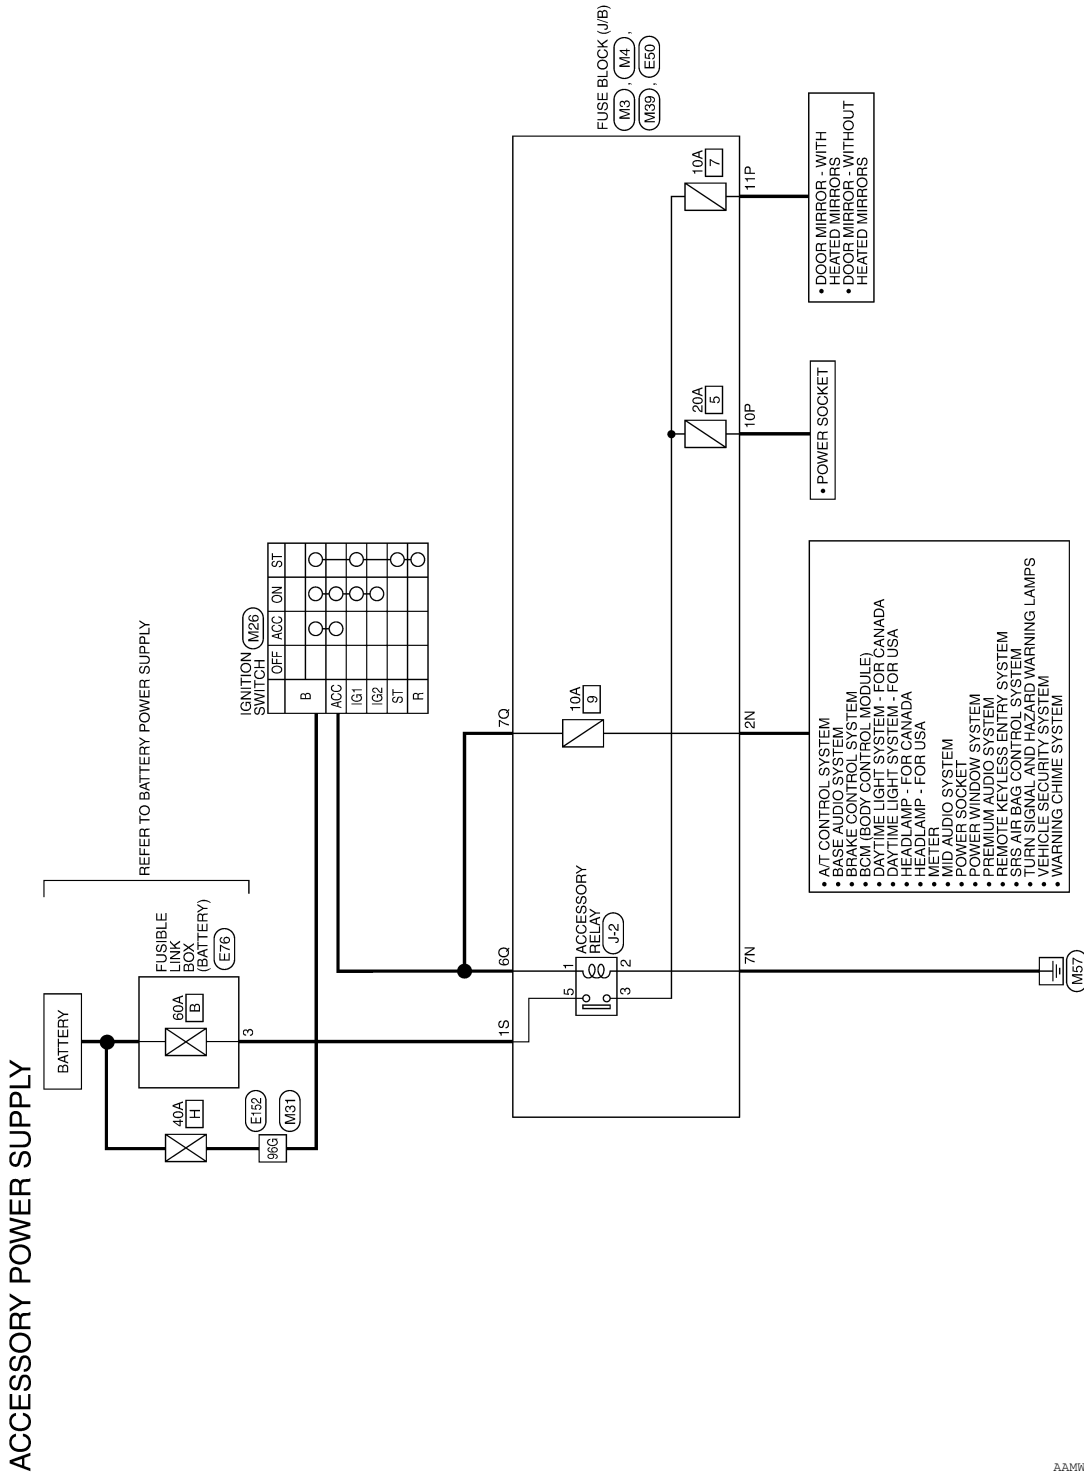 ACCESSORY POWER SUPPLY
BATTERY
REFER TO BATTERY POWER SUPPLY
40A
H
60A
B
FUSIBLE
LINK
BOX
(BATTERY)
E76
3
96G
E152
M31
IGNITION
SWITCH
M26
OFF ACC ON ST
B
ACC
IG1
IG2
ST
R
FUSE BLOCK (J/B)
M3 , M4 ,
M39 , E50
1S
6Q
7Q
5
1
3
2
ACCESSORY
RELAY
J-2
10A
9
20A
5
10A
7
7N
2N
10P
11P
M57
• A/T CONTROL SYSTEM
• BASE AUDIO SYSTEM
• BRAKE CONTROL SYSTEM
• BCM (BODY CONTROL MODULE)
• DAYTIME LIGHT SYSTEM - FOR CANADA
• DAYTIME LIGHT SYSTEM - FOR USA
• HEADLAMP - FOR CANADA
• HEADLAMP - FOR USA
• METER
• MID AUDIO SYSTEM
• POWER SOCKET
• POWER WINDOW SYSTEM
• PREMIUM AUDIO SYSTEM
• REMOTE KEYLESS ENTRY SYSTEM
• SRS AIR BAG CONTROL SYSTEM
• TURN SIGNAL AND HAZARD WARNING LAMPS
• VEHICLE SECURITY SYSTEM
• WARNING CHIME SYSTEM
• POWER SOCKET
• DOOR MIRROR - WITH
HEATED MIRRORS
• DOOR MIRROR - WITHOUT
HEATED MIRRORS
AAMW